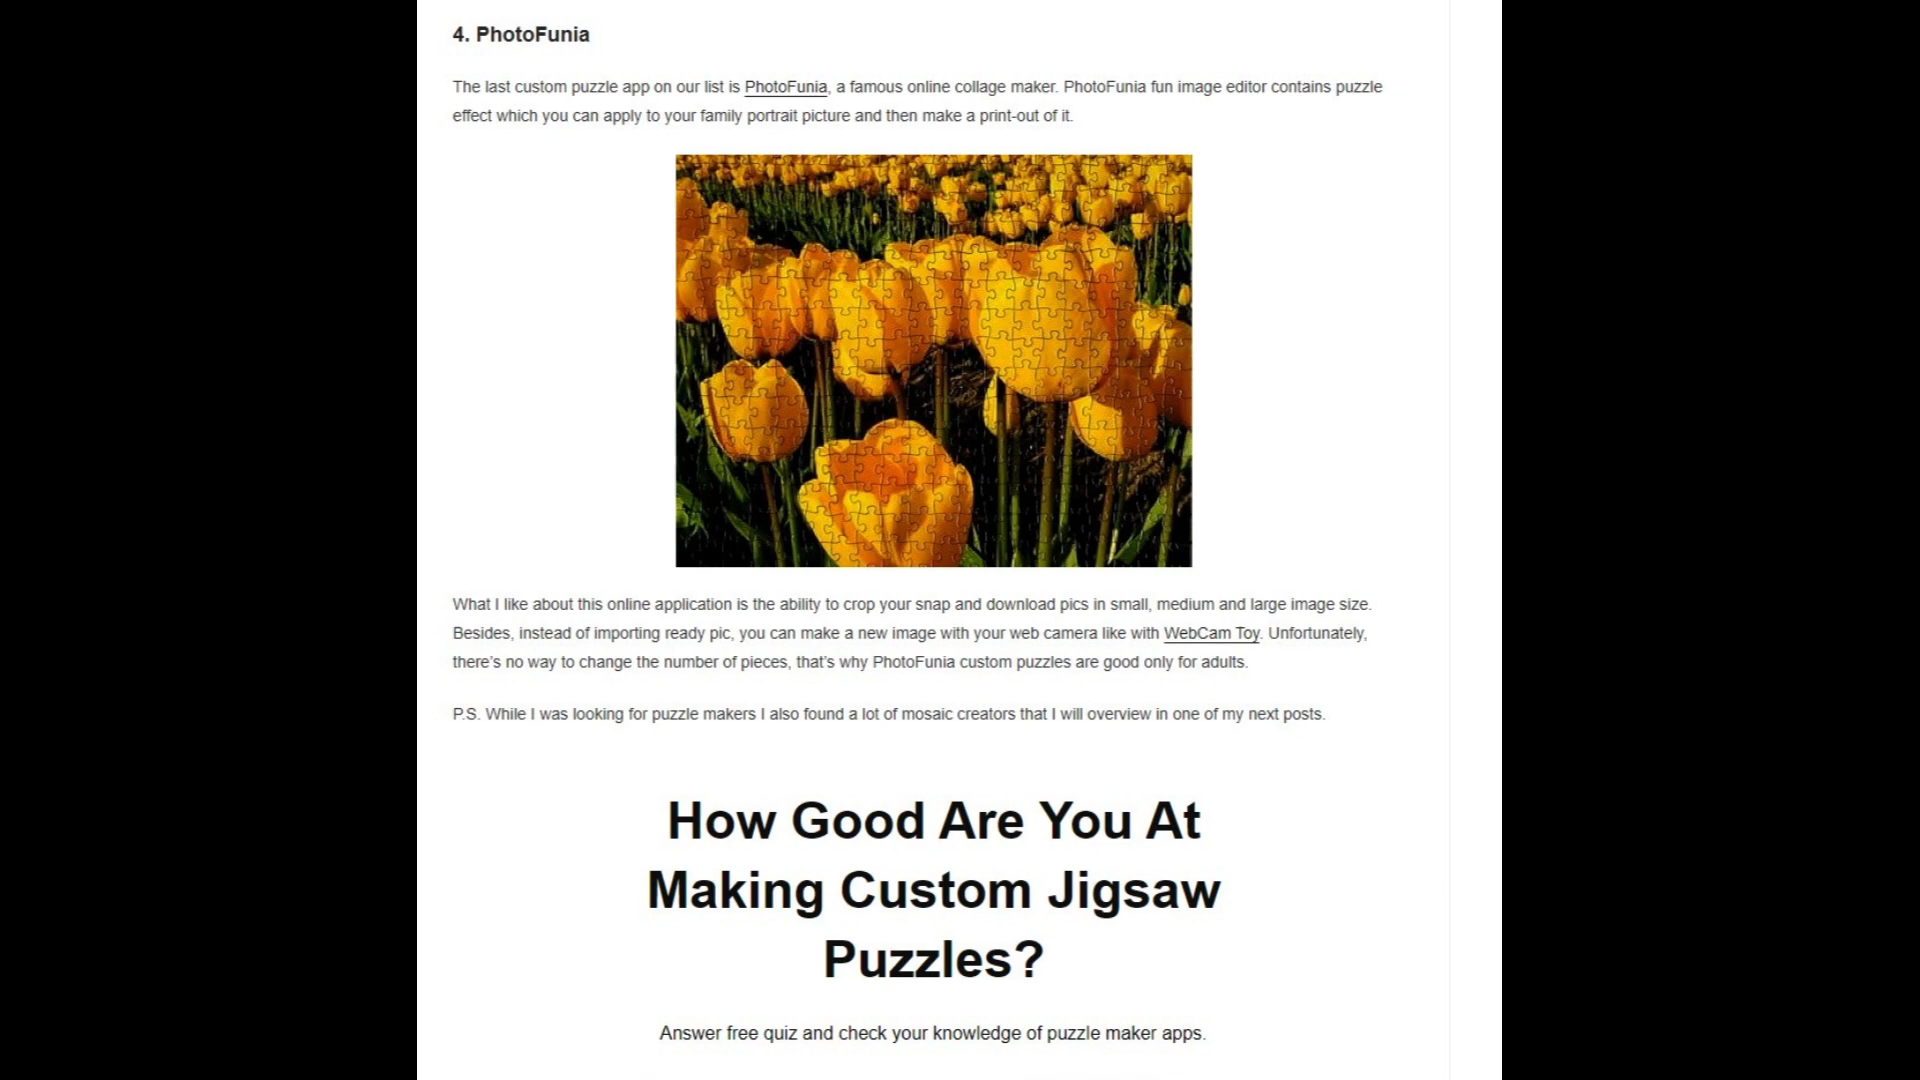 4. PhotoFunia
The last custom puzzle app on our list is PhotoFunia, a famous online collage maker. PhotoFunia fun image editor contains puzzle
effect which you can apply to your family portrait picture and then make a print-out of it.
What I like about this online application is the ability to crop your snap and download pics in small, medium and large image size.
Besides, instead of importing ready pic, you can make a new image with your web camera like with WebCam Toy. Unfortunately,
there’s no way to change the number of pieces, that’s why PhotoFunia custom puzzles are good only for adults.
P.S. While I was looking for puzzle makers I also found a lot of mosaic creators that I will overview in one of my next posts.
How Good Are You At
Making Custom Jigsaw
Puzzles?
Answer free quiz and check your knowledge of puzzle maker apps.